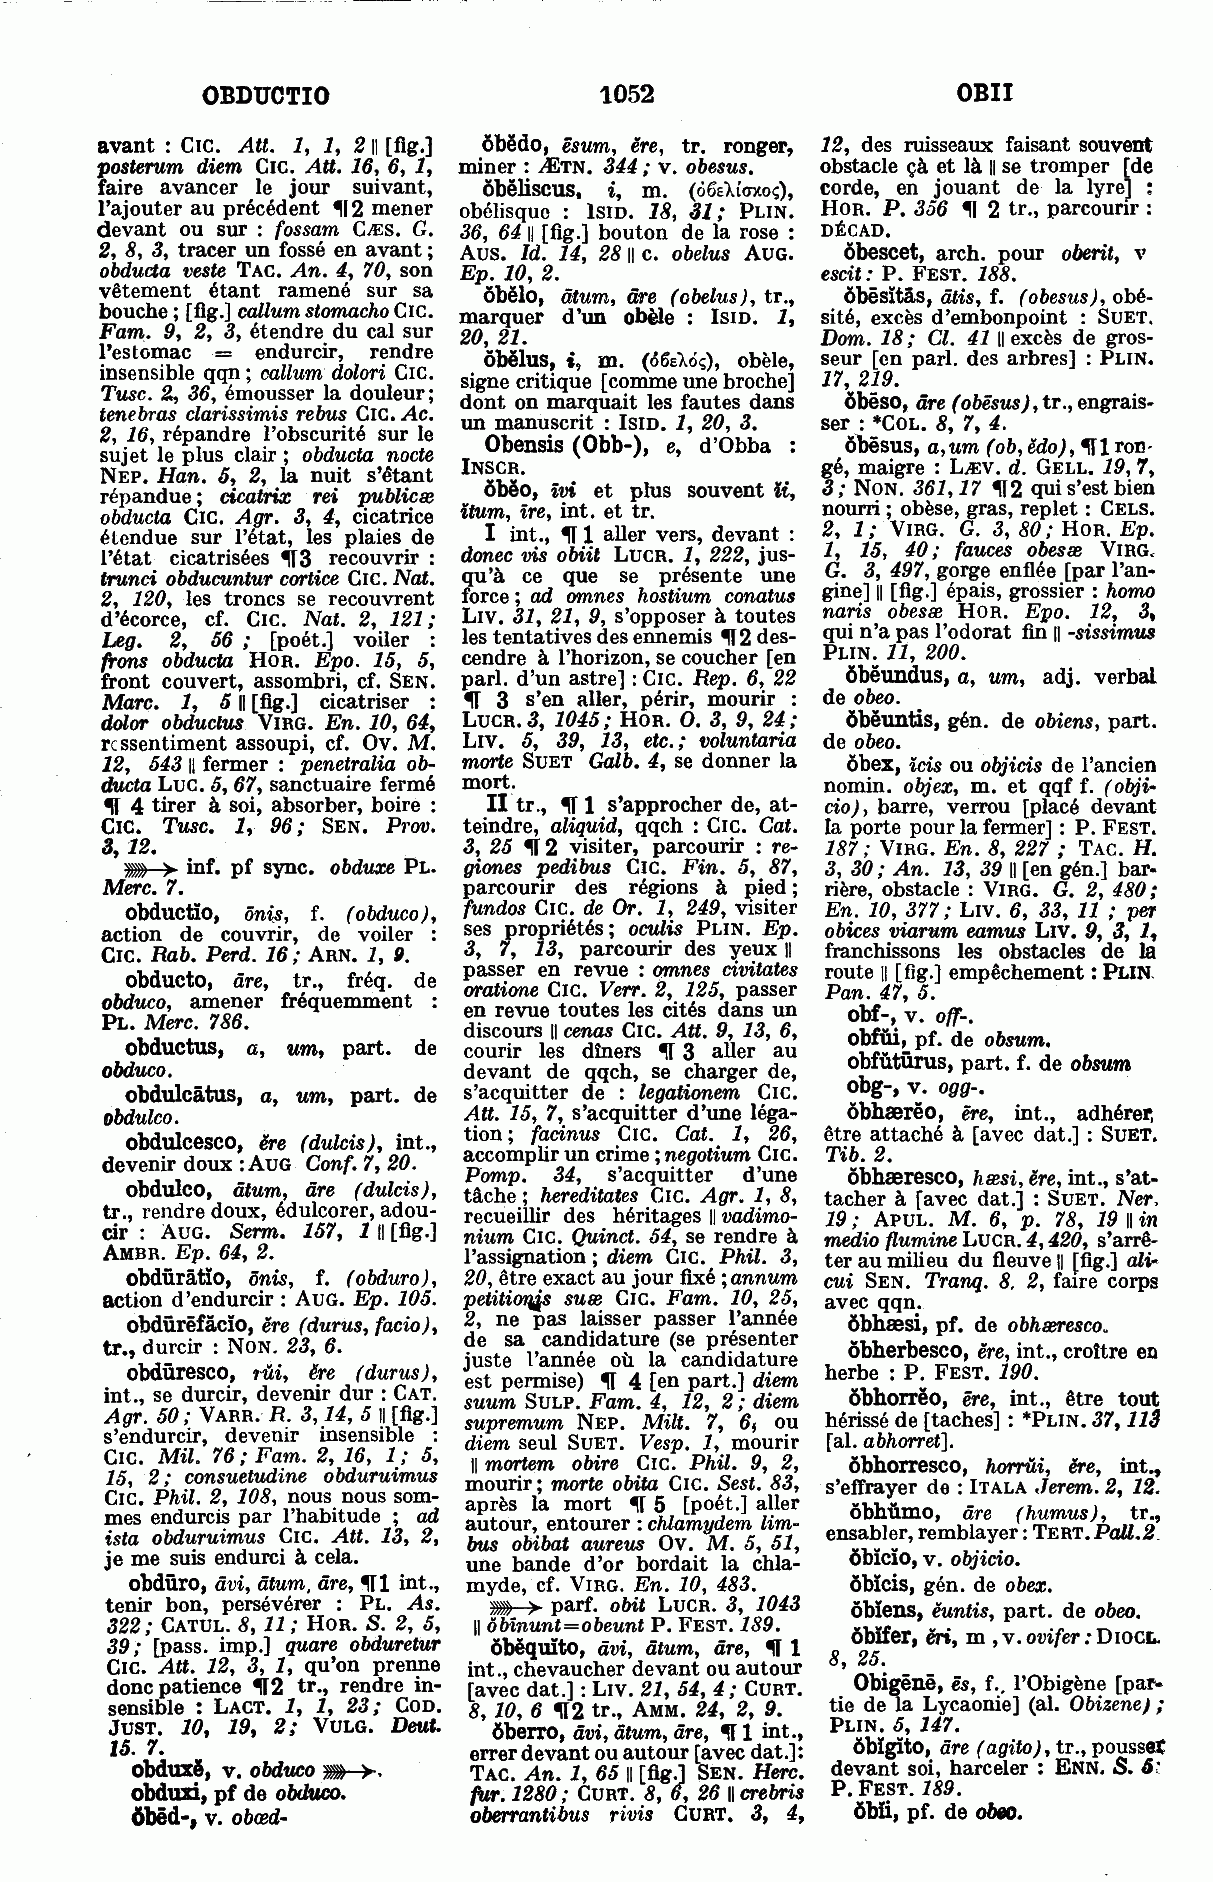 OBDUCTIO
1052
OBII
avant : CIC. Att. 1, 1, 2 || [fig.]
posterum diem CIC. Att. 16, 6, 1,
faire avancer le jour suivant,
l'ajouter au précédent ¶ 2 mener
devant ou sur : fossam CÆS. G.
2, 8, 3, tracer un fossé en avant ;
obducta veste TAC. An. 4, 70, son
vêtement étant ramené sur sa
bouche ; [fig.] callum stomacho CIC.
Fam. 9, 2, 3, étendre du cal sur
l'estomac = endurcir, rendre
insensible qqn ; callum dolori CIC.
Tusc. 2, 36, émousser la douleur ;
tenebras clarissimis rebus CIC. Ac.
2, 16, répandre l'obscurité sur le
sujet le plus clair ; obducta nocte
NEP. Han. 5, 2, la nuit s'étant
répandue ; cicatrix rei publicæ
obducta CIC. Agr. 3, 4, cicatrice
étendue sur l'état, les plaies de
l'état cicatrisées ¶ 3 recouvrir :
trunci obducuntur cortice CIC. Nat.
2, 120, les troncs se recouvrent
d'écorce, cf. CIC. Nat. 2, 121 ;
Leg. 2, 56 ; [poét.] voiler :
frons obducta HOR. Epo. 15, 5,
front couvert, assombri, cf. SEN.
Marc. 1, 5 || [fig.] cicatriser :
dolor obductus VIRG. En. 10, 64,
ressentiment assoupi, cf. OV. M.
12, 543 || fermer : penetralia ob-
ducta LUC. 5, 67, sanctuaire fermé
¶ 4 tirer à soi, absorber, boire :
CIC. Tusc. 1, 96 ; SEN. Prov.
3, 12.
⟫⟶ inf. pf sync. obduxe PL.
Merc. 7.
obductĭo, ōnis, f. (obduco),
action de couvrir, de voiler :
CIC. Rab. Perd. 16 ; ARN. 1, 9.
obducto, āre, tr., fréq. de
obduco, amener fréquemment :
PL. Merc. 786.
obductus, a, um, part. de
obduco.
obdulcātus, a, um, part. de
obdulco.
obdulcesco, ĕre (dulcis), int.,
devenir doux : AUG Conf. 7, 20.
obdulco, ātum, āre (dulcis),
tr., rendre doux, édulcorer, adou-
cir : AUG. Serm. 157, 1 || [fig.]
AMBR. Ep. 64, 2.
obdūrātĭo, ōnis, f. (obduro),
action d'endurcir : AUG. Ep. 105.
obdūrĕfăcĭo, ĕre (durus, facio),
tr., durcir : NON. 23, 6.
obdūresco, rŭi, ĕre (durus),
int., se durcir, devenir dur : CAT.
Agr. 50 ; VARR. R. 3, 14, 5 || [fig.]
s'endurcir, devenir insensible :
CIC. Mil. 76 ; Fam. 2, 16, 1 ; 5,
15, 2 ; consuetudine obduruimus
CIC. Phil. 2, 108, nous nous som-
mes endurcis par l'habitude ; ad
ista obduruimus CIC. Att. 13, 2,
je me suis endurci à cela.
obdūro, āvi, ātum, āre, ¶ 1 int.,
tenir bon, persévérer : PL. As.
322 ; CATUL. 8, 11 ; HOR. S. 2, 5,
39 ; [pass. imp.] quare obduretur
CIC. Att. 12, 3, 1, qu'on prenne
donc patience ¶ 2 tr., rendre in-
sensible : LACT. 1, 1, 23 ; COD.
JUST. 10, 19, 2 ; VULG. Deut.
15. 7.
obduxĕ, v. obduco ⟫⟶.
obduxi, pf de obduco.
ŏbēd-, v. obœd-
ŏbĕdo, ēsum, ĕre, tr. ronger,
miner : ÆTN. 344 ; v. obesus.
ŏbĕliscus, i, m. (ὀβελίσκος),
obélisque : ISID. 18, 31 ; PLIN.
36, 64 || [fig.] bouton de la rose :
AUS. Id. 14, 28 || c. obelus AUG.
Ep. 10, 2.
ŏbĕlo, ātum, āre (obelus), tr.,
marquer d'un obèle : ISID. 1,
20, 21.
ŏbĕlus, i, m. (ὀβελός), obèle,
signe critique [comme une broche]
dont on marquait les fautes dans
un manuscrit : ISID. 1, 20, 3.
Obensis (Obb-), e, d'Obba :
INSCR.
ŏbĕo, īvi et plus souvent ĭi,
ĭtum, īre, int. et tr.
I int., ¶ 1 aller vers, devant :
donec vis obiit LUCR. 1, 222, jus-
qu'à ce que se présente une
force ; ad omnes hostium conatus
LIV. 31, 21, 9, s'opposer à toutes
les tentatives des ennemis ¶ 2 des-
cendre à l'horizon, se coucher [en
parl. d'un astre] : CIC. Rep. 6, 22
¶ 3 s'en aller, périr, mourir :
LUCR. 3, 1045 ; HOR. O. 3, 9, 24 ;
LIV. 5, 39, 13, etc. ; voluntaria
morte SUET Galb. 4, se donner la
mort.
II tr., ¶ 1 s'approcher de, at-
teindre, aliquid, qqch : CIC. Cat.
3, 25 ¶ 2 visiter, parcourir : re-
giones pedibus CIC. Fin. 5, 87,
parcourir des régions à pied ;
fundos CIC. de Or. 1, 249, visiter
ses propriétés ; oculis PLIN. Ep.
3, 7, 13, parcourir des yeux ||
passer en revue : omnes civitates
oratione CIC. Verr. 2, 125, passer
en revue toutes les cités dans un
discours || cenas CIC. Att. 9, 13, 6,
courir les dîners ¶ 3 aller au
devant de qqch, se charger de,
s'acquitter de : legationem CIC.
Att. 15, 7, s'acquitter d'une léga-
tion ; facinus CIC. Cat. 1, 26,
accomplir un crime ; negotium CIC.
Pomp. 34, s'acquitter d'une
tâche ; hereditates CIC. Agr. 1, 8,
recueillir des héritages || vadimo-
nium CIC. Quinct. 54, se rendre à
l'assignation ; diem CIC. Phil. 3,
20, être exact au jour fixé ; annum
petitionis suæ CIC. Fam. 10, 25,
2, ne pas laisser passer l'année
de sa candidature (se présenter
juste l'année où la candidature
est permise) ¶ 4 [en part.] diem
suum SULP. Fam. 4, 12, 2 ; diem
supremum NEP. Milt. 7, 6, ou
diem seul SUET. Vesp. 1, mourir
|| mortem obire CIC. Phil. 9, 2,
mourir ; morte obita CIC. Sest. 83,
après la mort ¶ 5 [poét.] aller
autour, entourer : chlamydem lim-
bus obibat aureus OV. M. 5, 51,
une bande d'or bordait la chla-
myde, cf. VIRG. En. 10, 483.
⟫⟶ parf. obit LUCR. 3, 1043
|| ŏbĭnunt=obeunt P. FEST. 189.
ŏbĕquĭto, āvi, ātum, āre, ¶ 1
int., chevaucher devant ou autour
[avec dat.] : LIV. 21, 54, 4 ; CURT.
8, 10, 6 ¶ 2 tr., AMM. 24, 2, 9.
ŏberro, āvi, ātum, āre, ¶ 1 int.,
errer devant ou autour [avec dat.] :
TAC. An. 1, 65 || [fig.] SEN. Herc.
fur. 1280 ; CURT. 8, 6, 26 || crebris
oberrantibus rivis CURT. 3, 4,
12, des ruisseaux faisant souvent
obstacle çà et là || se tromper [de
corde, en jouant de la lyre] :
HOR. P. 356 ¶ 2 tr., parcourir :
DÉCAD.
ŏbescet, arch. pour oberit, v
escit : P. FEST. 188.
ŏbēsĭtās, ātis, f. (obesus), obé-
sité, excès d'embonpoint : SUET.
Dom. 18 ; Cl. 41 || excès de gros-
seur [en parl. des arbres] : PLIN.
17, 219.
ŏbēso, āre (obēsus), tr., engrais-
ser : *COL. 8, 7, 4.
ŏbēsus, a, um (ob, ĕdo), ¶ 1 ron-
gé, maigre : LÆV. d. GELL. 19, 7,
3 ; NON. 361, 17 ¶ 2 qui s'est bien
nourri ; obèse, gras, replet : CELS.
2, 1 ; VIRG. G. 3, 80 ; HOR. Ep.
1, 15, 40 ; fauces obesæ VIRG.
G. 3, 497, gorge enflée [par l'an-
gine] || [fig.] épais, grossier : homo
naris obesæ HOR. Epo. 12, 3,
qui n'a pas l'odorat fin || -sissimus
PLIN. 11, 200.
ŏbĕundus, a, um, adj. verbal
de obeo.
ŏbĕuntis, gén. de obiens, part.
de obeo.
ŏbex, ĭcis ou objicis de l'ancien
nomin. objex, m. et qqf f. (obji-
cio), barre, verrou [placé devant
la porte pour la fermer] : P. FEST.
187 ; VIRG. En. 8, 227 ; TAC. H.
3, 30 ; An. 13, 39 || [en gén.] bar-
rière, obstacle : VIRG. G. 2, 480 ;
En. 10, 377 ; LIV. 6, 33, 11 ; per
obices viarum eamus LIV. 9, 3, 1,
franchissons les obstacles de la
route || [fig.] empêchement : PLIN.
Pan. 47, 5.
obf-, v. off-.
obfŭi, pf. de obsum.
obfŭtūrus, part. f. de obsum
obg-, v. ogg-.
ŏbhærĕo, ēre, int., adhérer,
être attaché à [avec dat.] : SUET.
Tib. 2.
ŏbhæresco, hæsi, ĕre, int., s'at-
tacher à [avec dat.] : SUET. Ner.
19 ; APUL. M. 6, p. 78, 19 || in
medio flumine LUCR. 4, 420, s'arrê-
ter au milieu du fleuve || [fig.] ali-
cui SEN. Tranq. 8. 2, faire corps
avec qqn.
ŏbhæsi, pf. de obhæresco.
ŏbherbesco, ĕre, int., croître en
herbe : P. FEST. 190.
ŏbhorrĕo, ēre, int., être tout
hérissé de [taches] : *PLIN. 37, 113
[al. abhorret].
ŏbhorresco, horrŭi, ĕre, int.,
s'effrayer de : ITALA Jerem. 2, 12.
ŏbhŭmo, āre (humus), tr.,
ensabler, remblayer : TERT. Pall. 2.
ŏbĭcĭo, v. objicio.
ŏbĭcis, gén. de obex.
ŏbĭens, ĕuntis, part. de obeo.
ŏbĭfer, ĕri, m , v. ovifer : DIOCL.
8, 25.
Obigēnē, ēs, f., l'Obigène [par-
tie de la Lycaonie] (al. Obizene) ;
PLIN. 5, 147.
ŏbĭgĭto, āre (agito), tr., pousser
devant soi, harceler : ENN. S. 5 :
P. FEST. 189.
ŏbĭi, pf. de obeo.